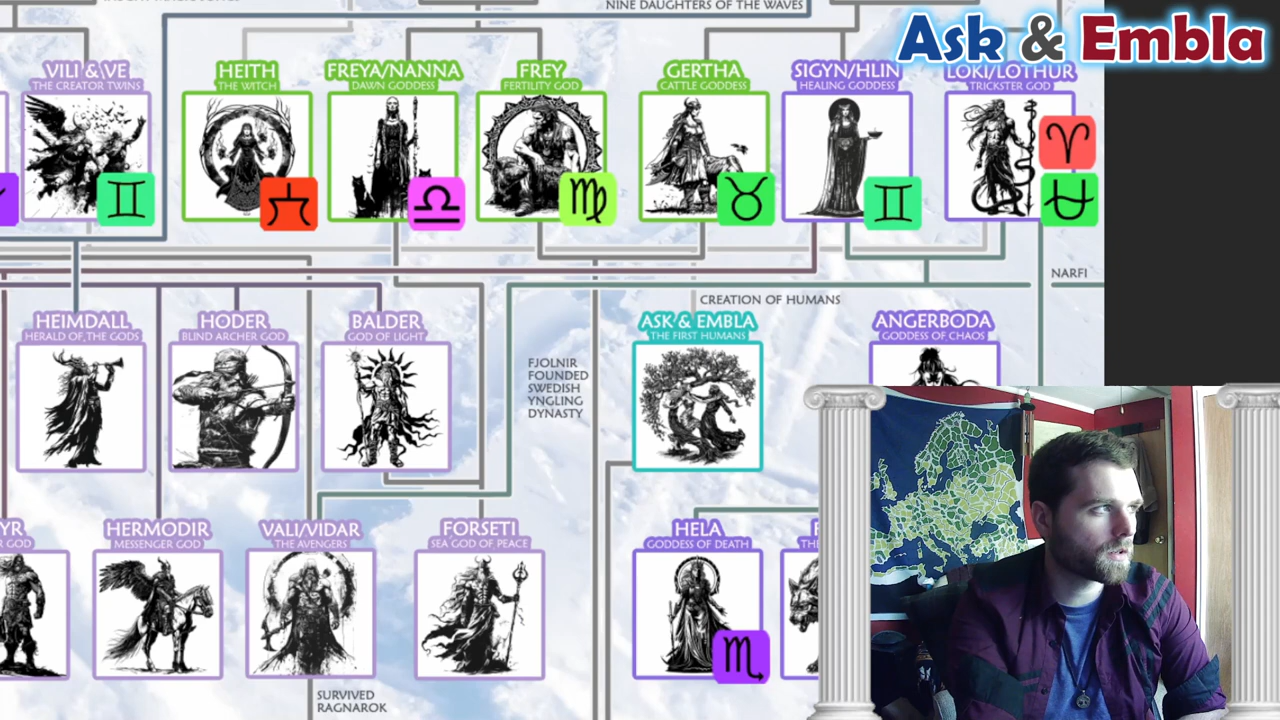 NINE DAUGHTERS OF THE WAVES
Ask & Embla
VILI & VE
THE CREATOR TWINS
HEITH
THE WITCH
FREYA/NANNA
DAWN GODDESS
FREY
FERTILITY GOD
GERTHA
CATTLE GODDESS
SIGYN/HLIN
HEALING GODDESS
LOKI/LOTHUR
TRICKSTER GOD
NARFI
CREATION OF HUMANS
HEIMDALL
HERALD OF THE GODS
HODER
BLIND ARCHER GOD
BALDER
GOD OF LIGHT
ASK & EMBLA
THE FIRST HUMANS
ANGERBODA
GODDESS OF CHAOS
FJOLNIR
FOUNDED
SWEDISH
YNGLING
DYNASTY
YR
GOD
HERMODIR
MESSENGER GOD
VALI/VIDAR
THE AVENGERS
FORSETI
SEA GOD OF PEACE
HELA
GODDESS OF DEATH
SURVIVED
RAGNAROK